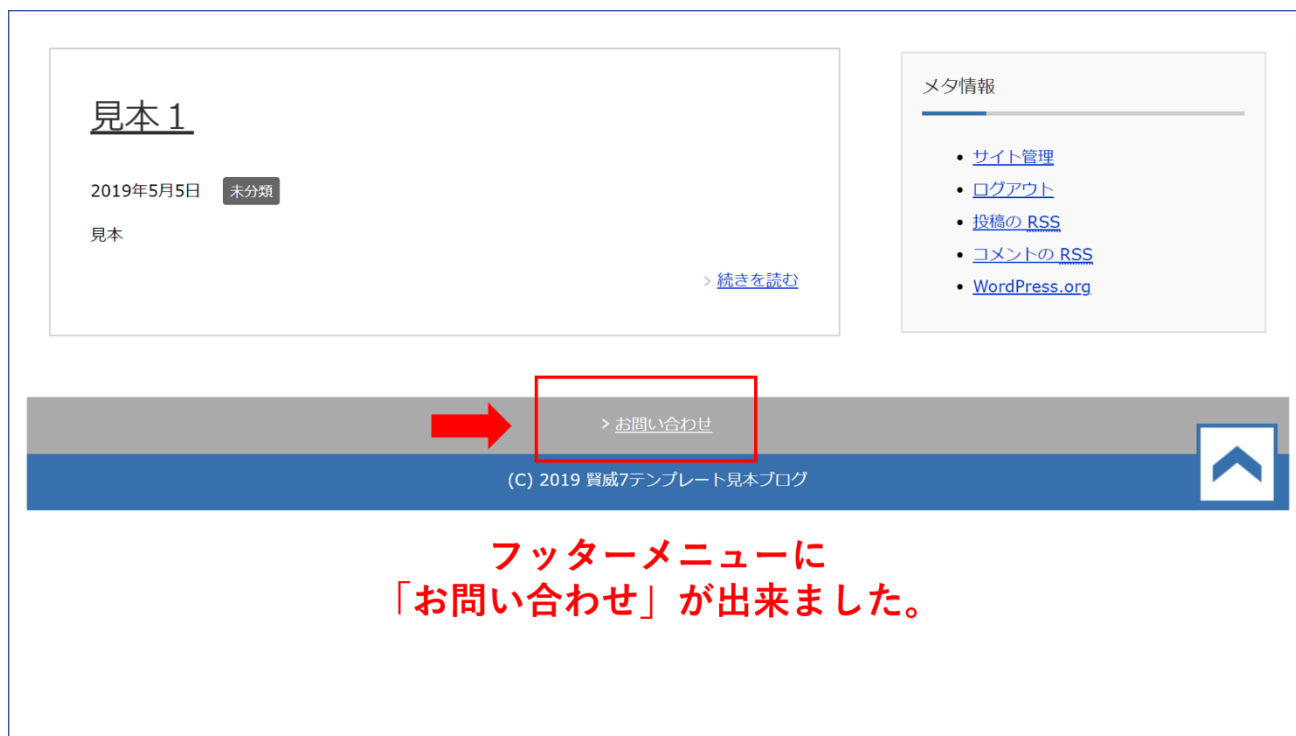 見本１
2019年5月5日 未分類
見本
> 続きを読む
メタ情報
• サイト管理
• ログアウト
• 投稿の RSS
• コメントの RSS
• WordPress.org
> お問い合わせ
(C) 2019 賢威7テンプレート見本ブログ
フッターメニューに
「お問い合わせ」が出来ました。